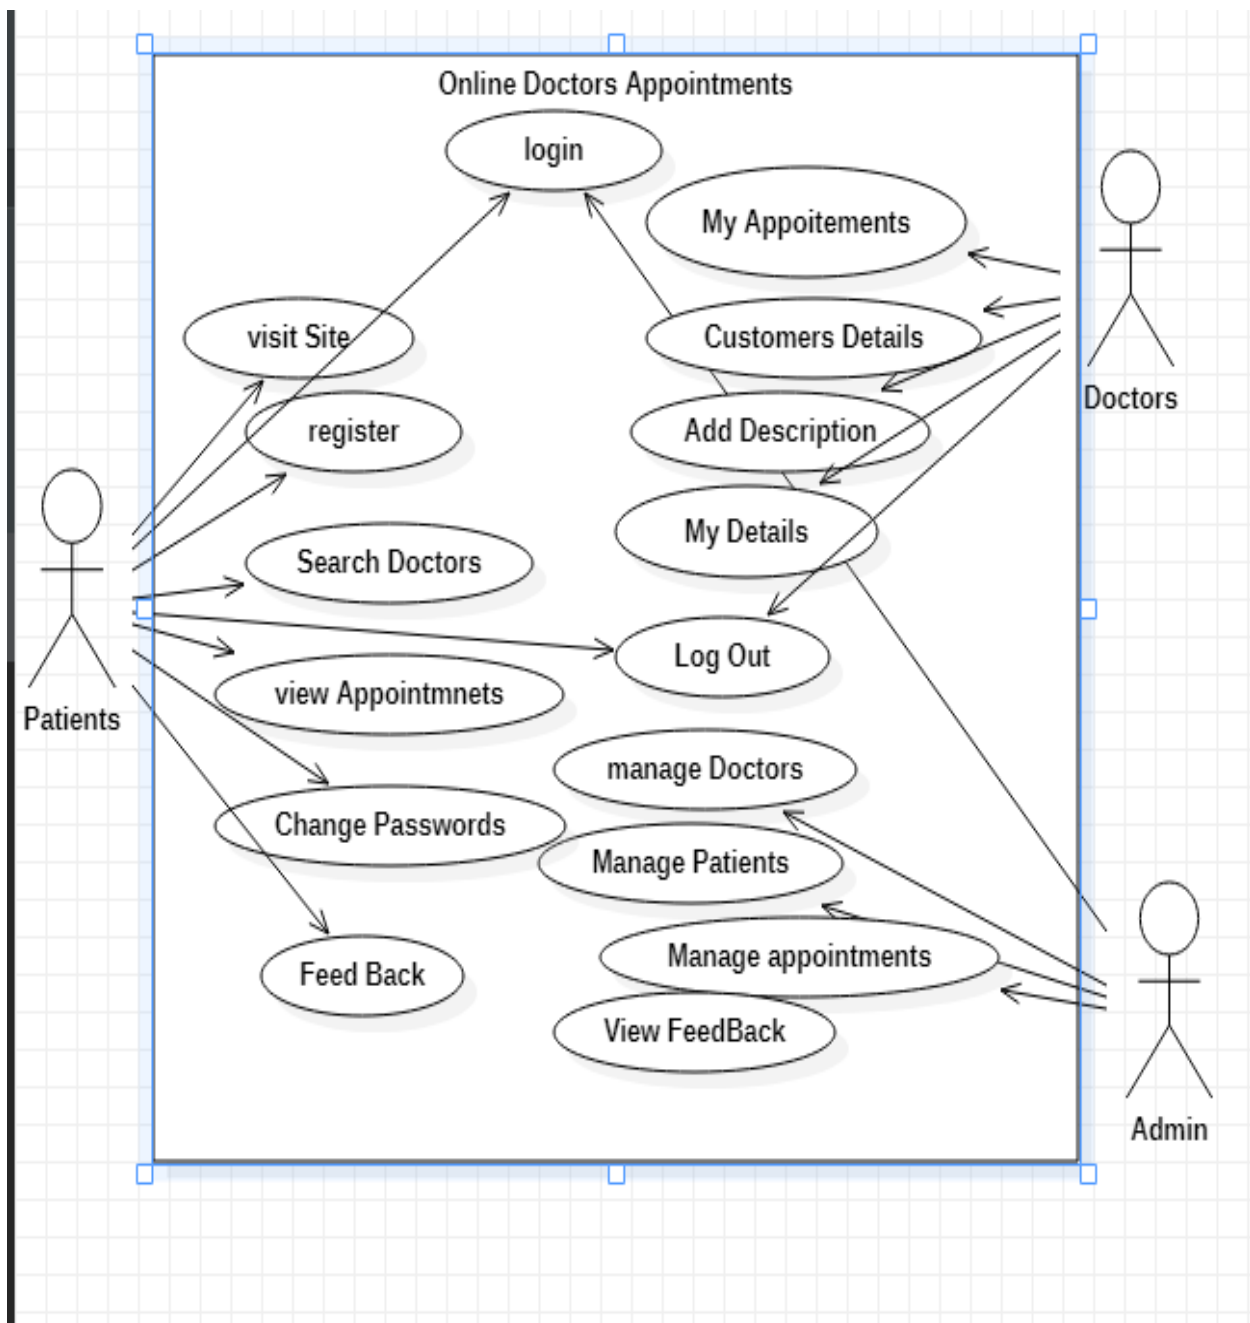 Online Doctors Appointments
login
My Appoitements
visit Site
Customers Details
Doctors
register
Add Description
Search Doctors
My Details
Patients
view Appointmnets
Log Out
manage Doctors
Change Passwords
Manage Patients
Feed Back
Manage appointments
View FeedBack
Admin